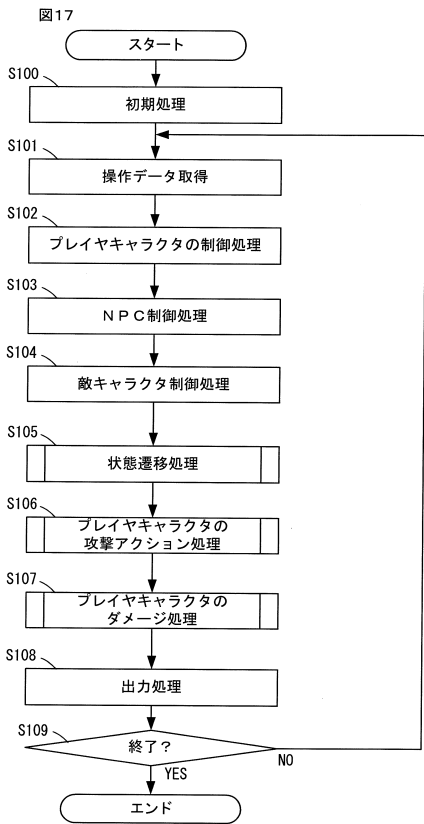 図17
スタート
S100
初期処理
S101
操作データ取得
S102
プレイヤキャラクタの制御処理
S103
ＮＰＣ制御処理
S104
敵キャラクタ制御処理
S105
状態遷移処理
S106
プレイヤキャラクタの
攻撃アクション処理
S107
プレイヤキャラクタの
ダメージ処理
S108
出力処理
S109
終了？
NO
YES
エンド